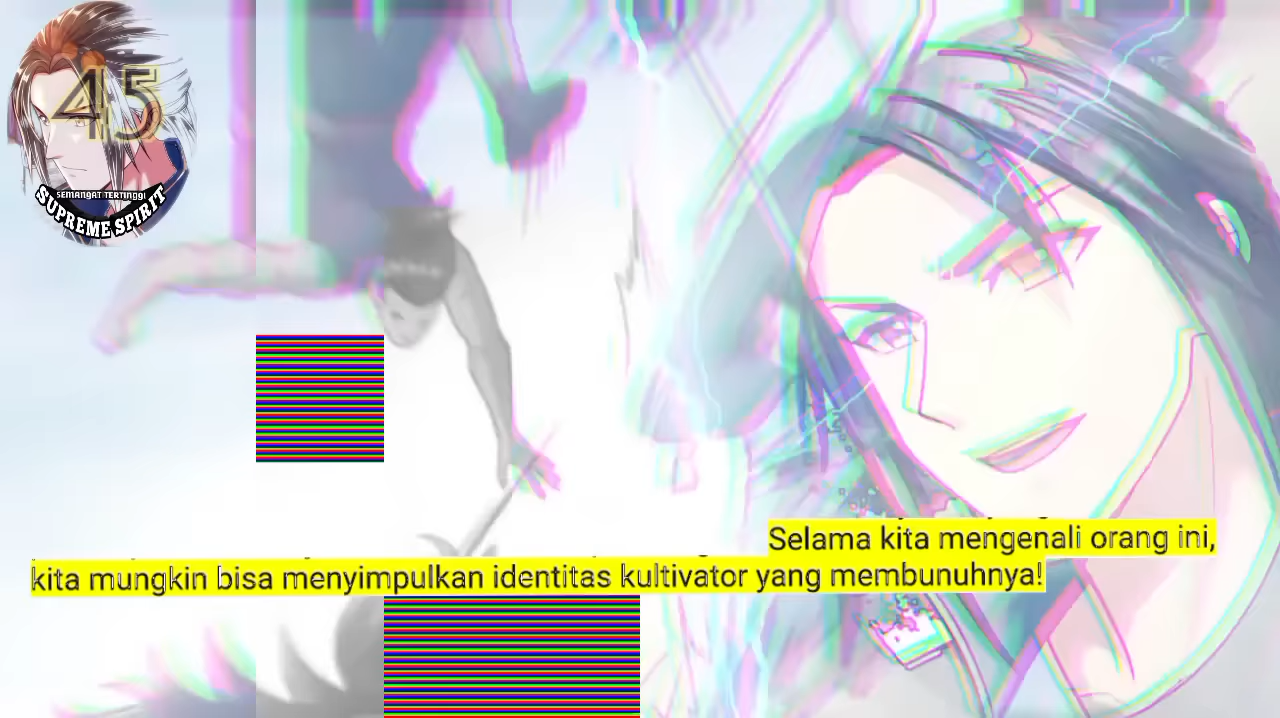 45
SEMANGAT TERTINGGI
SUPREME SPIRIT
Selama kita mengenali orang ini,
kita mungkin bisa menyimpulkan identitas kultivator yang membunuhnya!